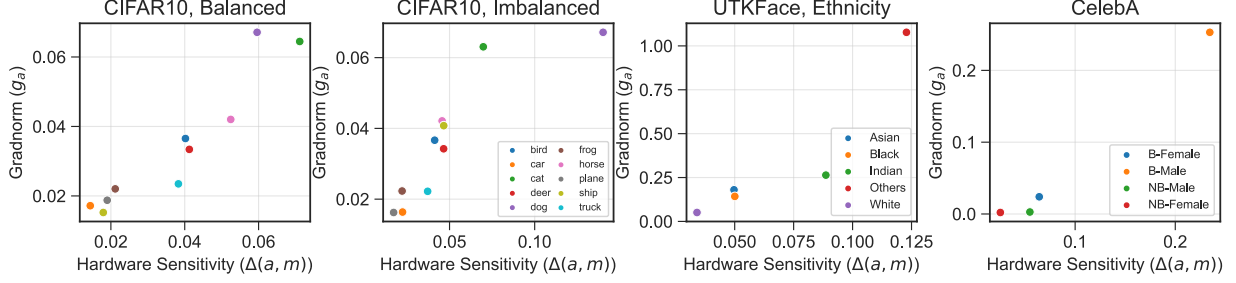 CIFAR10, Balanced
Gradnorm (g_a)
0.06
0.04
0.02
0.02
0.04
0.06
Hardware Sensitivity (Δ(a, m))
CIFAR10, Imbalanced
Gradnorm (g_a)
0.06
0.04
0.02
0.05
0.10
Hardware Sensitivity (Δ(a, m))
bird
car
cat
deer
dog
frog
horse
plane
ship
truck
UTKFace, Ethnicity
Gradnorm (g_a)
1.00
0.75
0.50
0.25
0.00
0.050
0.075
0.100
0.125
Hardware Sensitivity (Δ(a, m))
Asian
Black
Indian
Others
White
CelebA
Gradnorm (g_a)
0.2
0.1
0.0
0.1
0.2
Hardware Sensitivity (Δ(a, m))
B-Female
B-Male
NB-Male
NB-Female